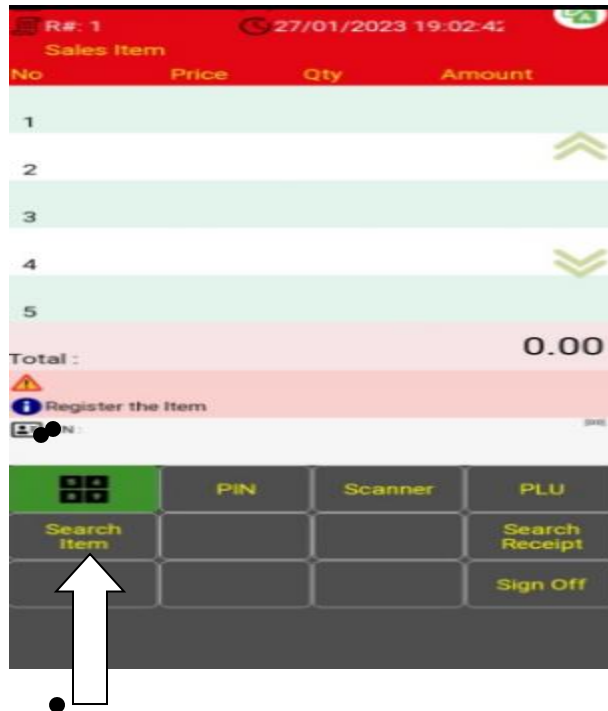 R#: 1 27/01/2023 19:02:42
Sales Item
No Price Qty Amount
1
2
3
4
5
Total : 0.00
Register the Item
N :
PIN Scanner PLU
Search Item Search Receipt
Sign Off